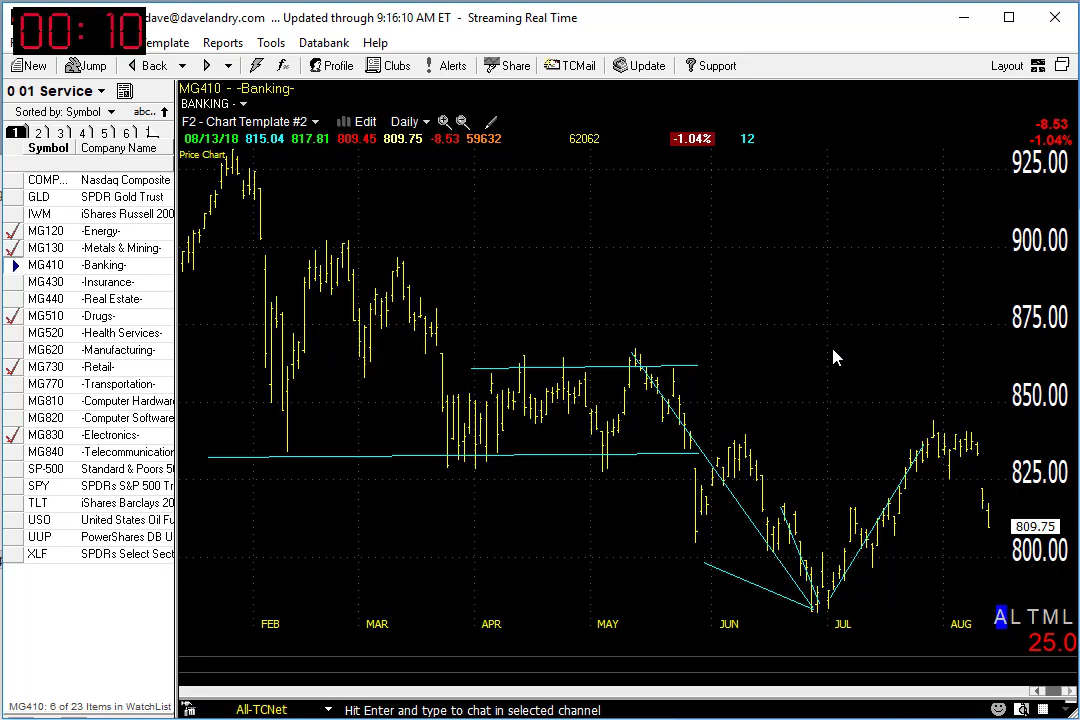 00:10
dave@davelandry.com ... Updated through 9:16:10 AM ET - Streaming Real Time
emplate Reports Tools Databank Help
New Jump Back Profile Clubs Alerts Share TCMail Update Support Layout
0 01 Service
MG410 - -Banking-
BANKING -
Sorted by: Symbol abc..
F2 - Chart Template #2 Edit Daily
1 2 3 4 5 6
08/13/18 815.04 817.81 809.45 809.75 -8.53 59632 62062 -1.04% 12
-8.53
-1.04%
Symbol Company Name
Price Chart
COMP... Nasdaq Composite
GLD SPDR Gold Trust
IWM iShares Russell 200
MG120 -Energy-
MG130 -Metals & Mining-
MG410 -Banking-
MG430 -Insurance-
MG440 -Real Estate-
MG510 -Drugs-
MG520 -Health Services-
MG620 -Manufacturing-
MG730 -Retail-
MG770 -Transportation-
MG810 -Computer Hardware
MG820 -Computer Software
MG830 -Electronics-
MG840 -Telecommunication
SP-500 Standard & Poors 50
SPY SPDRs S&P 500 Tr
TLT iShares Barclays 20
USO United States Oil Fu
UUP PowerShares DB U
XLF SPDRs Select Sect
925.00
900.00
875.00
850.00
825.00
809.75
800.00
FEB MAR APR MAY JUN JUL AUG
A L T M L
25.0
MG410: 6 of 23 Items in WatchList
All-TCNet Hit Enter and type to chat in selected channel